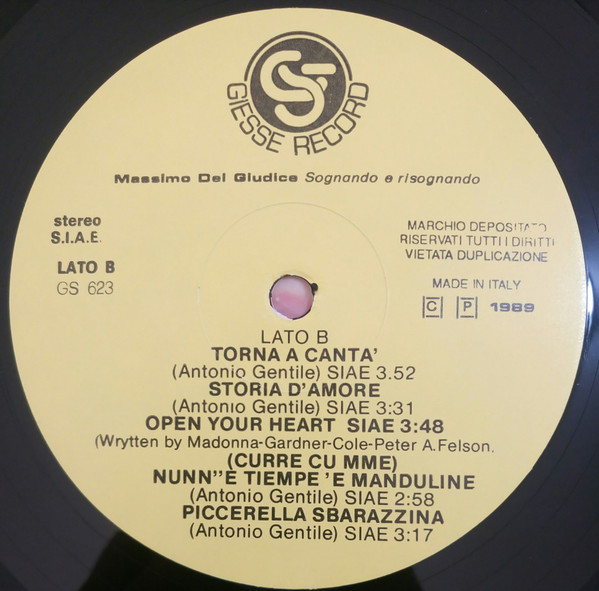 GIESSE RECORD
Massimo Del Giudice Sognando e risognando
stereo
S.I.A.E.
LATO B
GS 623
MARCHIO DEPOSITATO
RISERVATI TUTTI I DIRITTI
VIETATA DUPLICAZIONE
MADE IN ITALY
C P 1989
LATO B
TORNA A CANTA'
(Antonio Gentile) SIAE 3.52
STORIA D'AMORE
(Antonio Gentile) SIAE 3:31
OPEN YOUR HEART SIAE 3:48
(Wrytten by Madonna-Gardner-Cole-Peter A.Felson.
(CURRE CU MME)
NUNN''E TIEMPE 'E MANDULINE
(Antonio Gentile) SIAE 2:58
PICCERELLA SBARAZZINA
(Antonio Gentile) SIAE 3:17